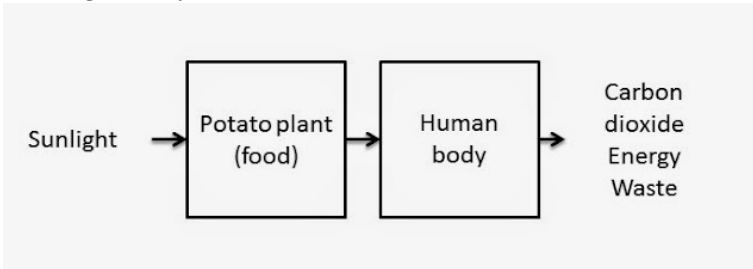 Sunlight
Potato plant
(food)
Human
body
Carbon
dioxide
Energy
Waste